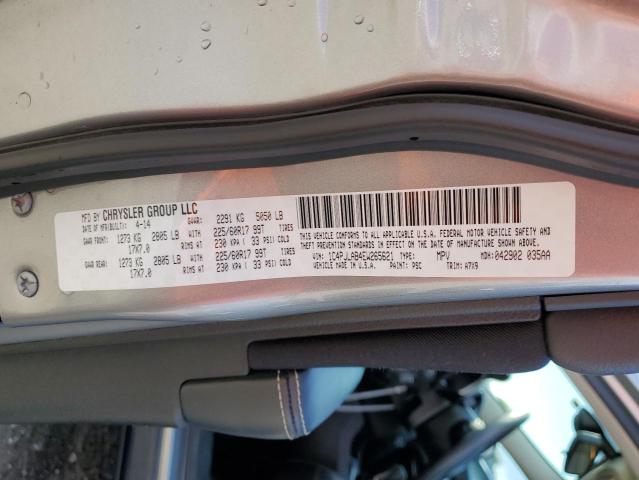 MFD BY CHRYSLER GROUP LLC
DATE OF MFR(BUILT): 4-14 GVWR: 2291 KG 5050 LB
GAWR FRONT: 1273 KG 2805 LB WITH 225/60R17 99T TIRES
17X7.0 RIMS AT 230 KPA ( 33 PSI) COLD
GAWR REAR: 1273 KG 2805 LB WITH 225/60R17 99T TIRES
17X7.0 RIMS AT 230 KPA ( 33 PSI) COLD
THIS VEHICLE CONFORMS TO ALL APPLICABLE U.S.A. FEDERAL MOTOR VEHICLE SAFETY AND
THEFT PREVENTION STANDARDS IN EFFECT ON THE DATE OF MANUFACTURE SHOWN ABOVE.
VIN: 1C4PJLAB4EW265621 TYPE: MPV MDH: 042902 035AA
VEHICLE MADE IN U.S.A. PAINT: PSC TRIM: A7X9